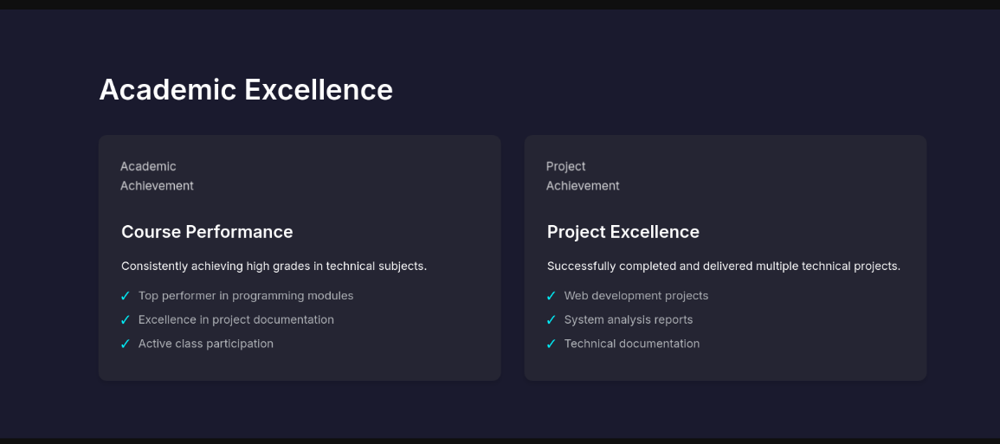 Academic Excellence
Academic
Achievement
Course Performance
Consistently achieving high grades in technical subjects.
✓ Top performer in programming modules
✓ Excellence in project documentation
✓ Active class participation
Project
Achievement
Project Excellence
Successfully completed and delivered multiple technical projects.
✓ Web development projects
✓ System analysis reports
✓ Technical documentation